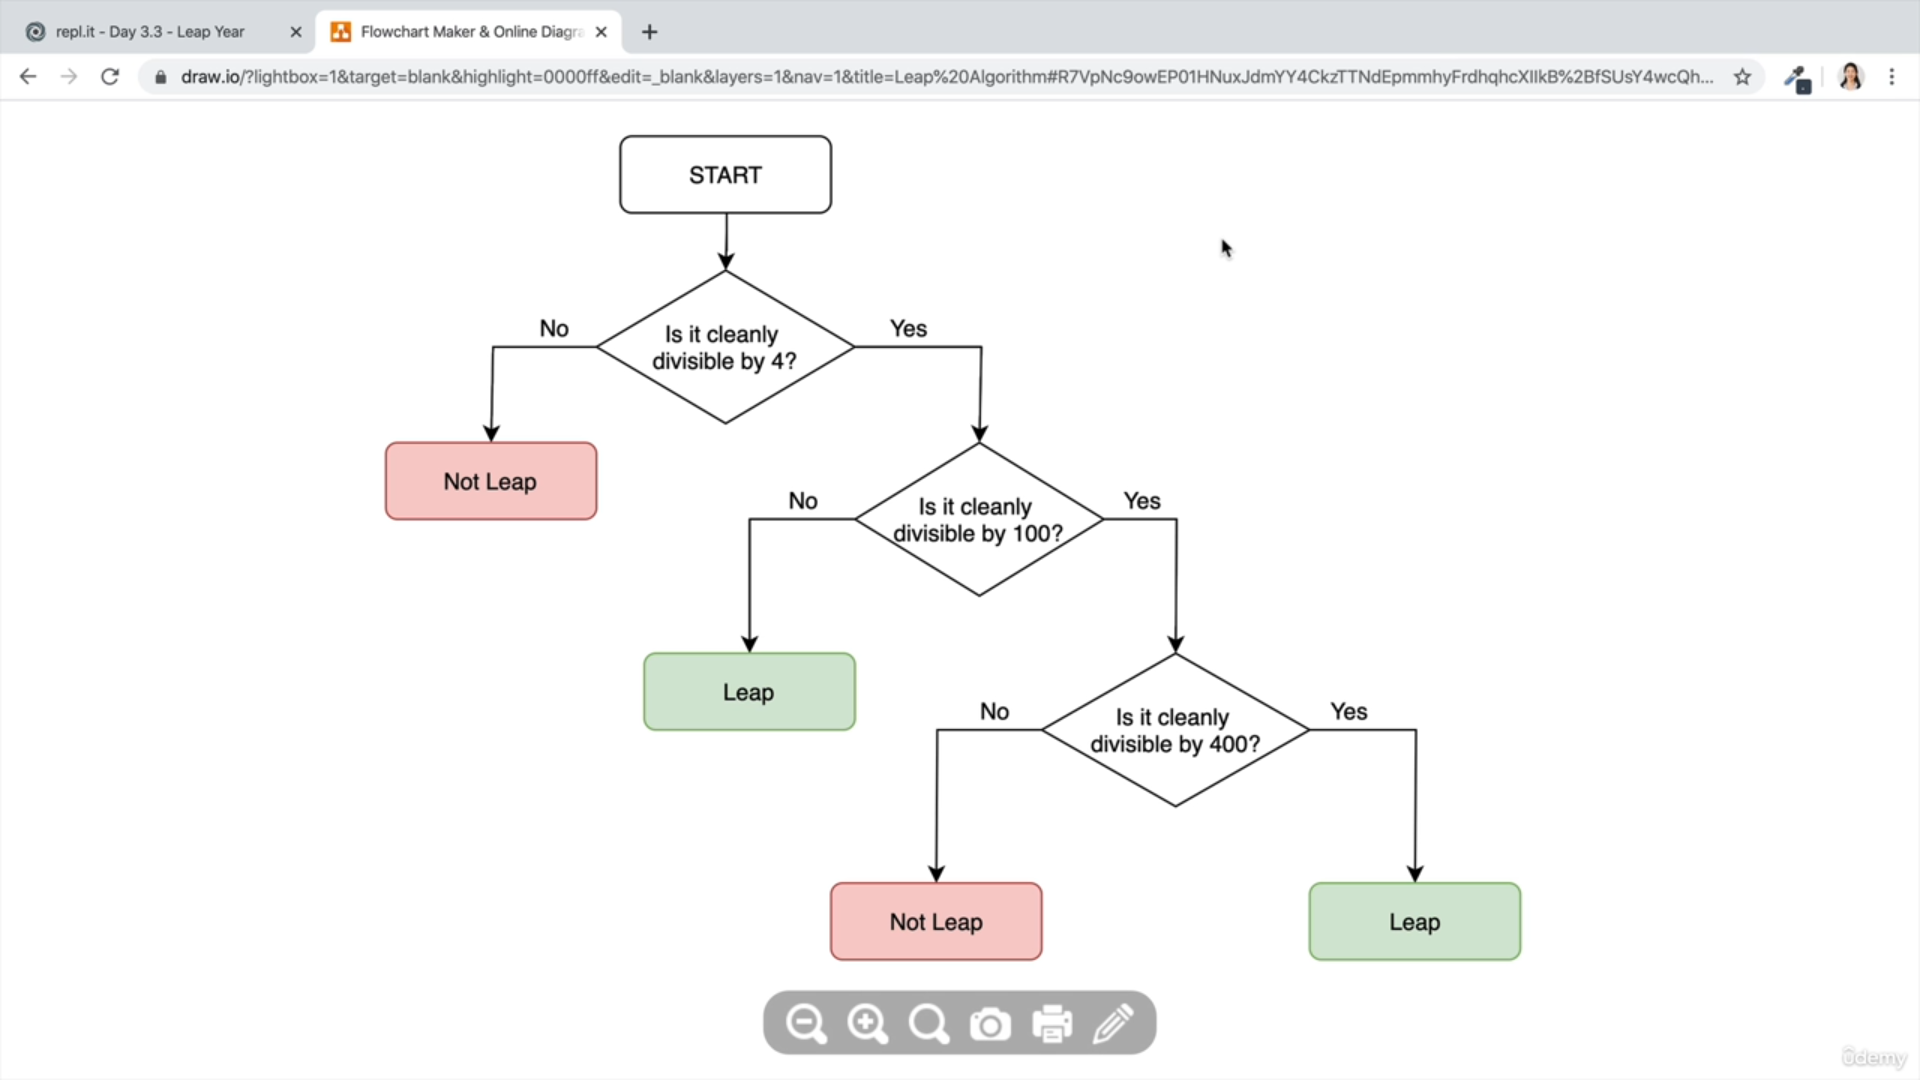 repl.it - Day 3.3 - Leap Year
Flowchart Maker & Online Diagra
draw.io/?lightbox=1&target=blank&highlight=0000ff&edit=_blank&layers=1&nav=1&title=Leap%20Algorithm#R7VpNc9owEP01HNuxJdmYY4CkzTTNdEpmmhyFrdhqhcXIIkB%2BfSUsY4wcQh...
START
No
Yes
Is it cleanly
divisible by 4?
Not Leap
No
Yes
Is it cleanly
divisible by 100?
Leap
No
Yes
Is it cleanly
divisible by 400?
Not Leap
Leap
ûdemy